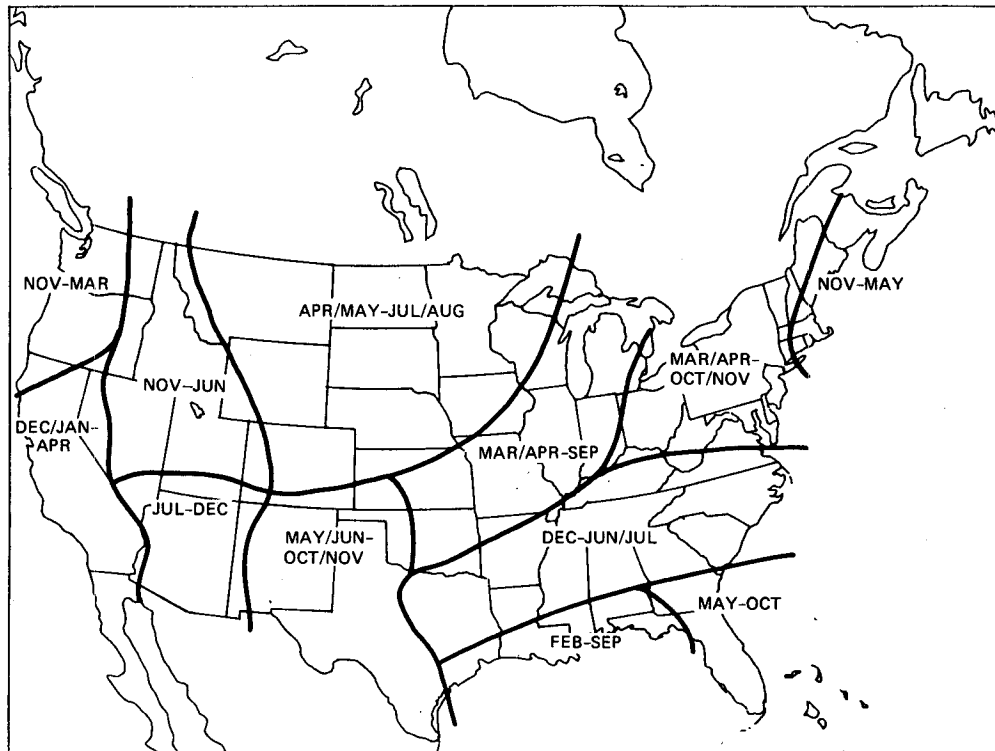 NOV-MAR
NOV-MAY
APR/MAY-JUL/AUG
MAR/APR-
OCT/NOV
NOV-JUN
DEC/JAN-
APR
MAR/APR-SEP
JUL-DEC
MAY/JUN-
OCT/NOV
DEC-JUN/JUL
MAY-OCT
FEB-SEP